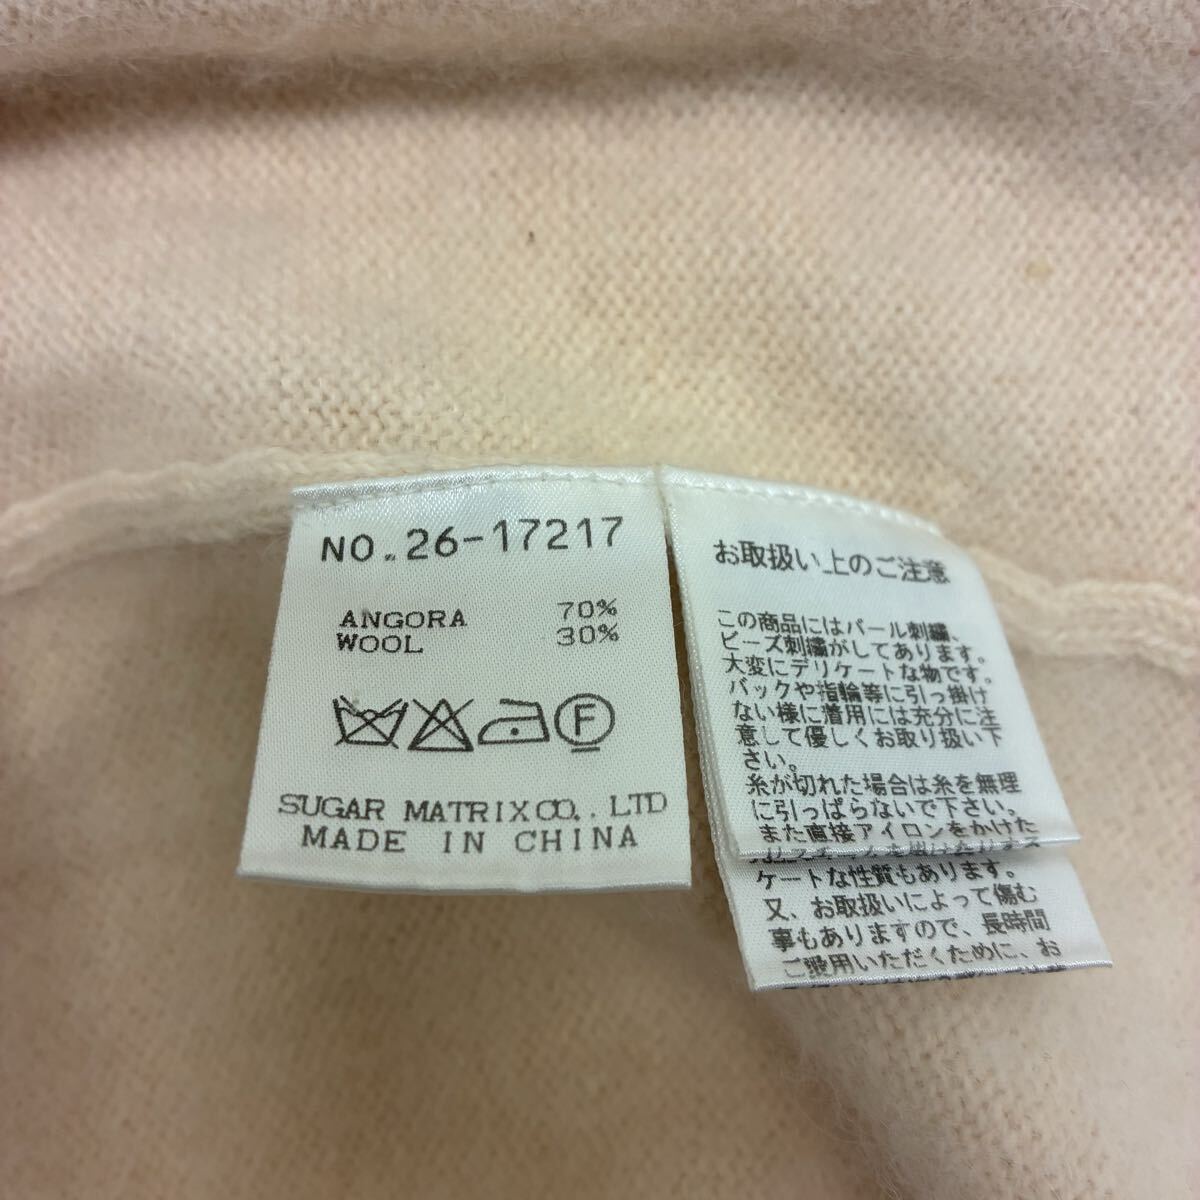 NO.26-17217
ANGORA 70%
WOOL 30%
F
SUGAR MATRIX CO., LTD
MADE IN CHINA
お取扱い上のご注意
この商品にはパール刺繍、
ビーズ刺繍がしてあります。
大変にデリケートな物です。
バックや指輪等に引っ掛け
ない様に着用には充分に注
意して優しくお取り扱い下
さい。
糸が切れた場合は糸を無理
に引っぱらないで下さい。
また直接アイロンをかけた
ケートな性質もあります。
又、お取扱いによって傷む
事もありますので、長時間
ご愛用いただくために、お